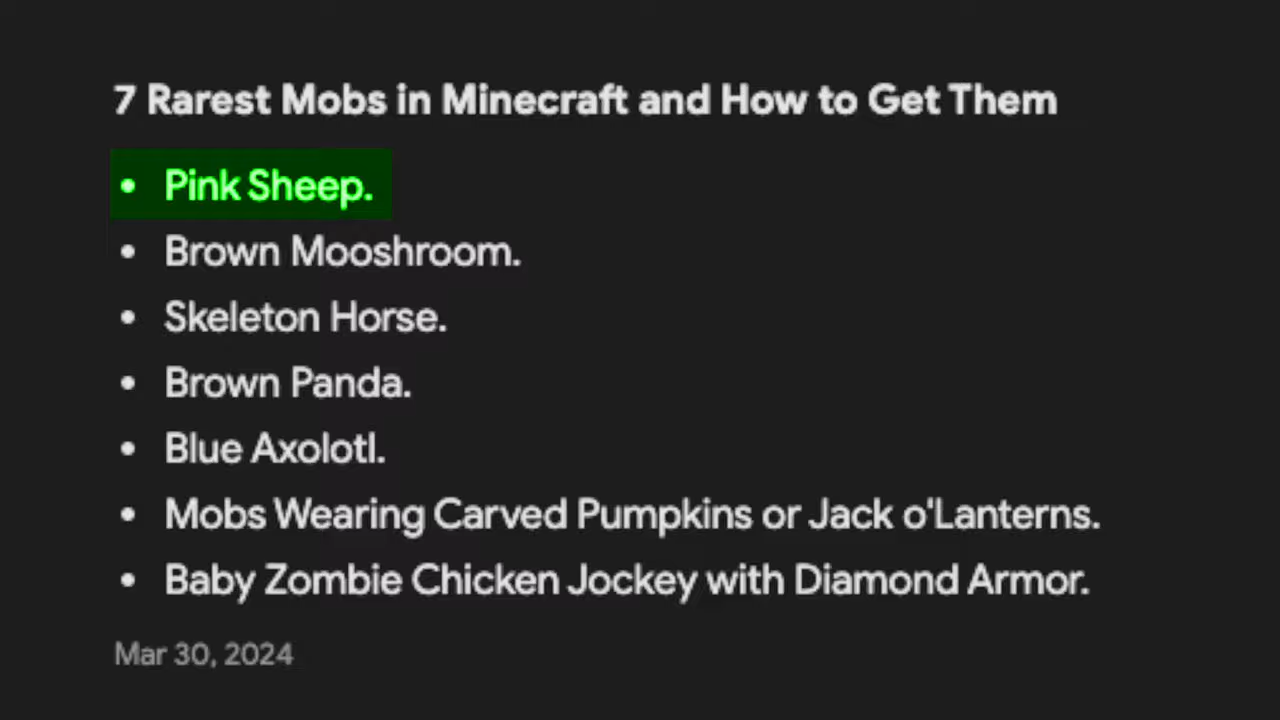 7 Rarest Mobs in Minecraft and How to Get Them
• Pink Sheep.
• Brown Mooshroom.
• Skeleton Horse.
• Brown Panda.
• Blue Axolotl.
• Mobs Wearing Carved Pumpkins or Jack o'Lanterns.
• Baby Zombie Chicken Jockey with Diamond Armor.
Mar 30, 2024